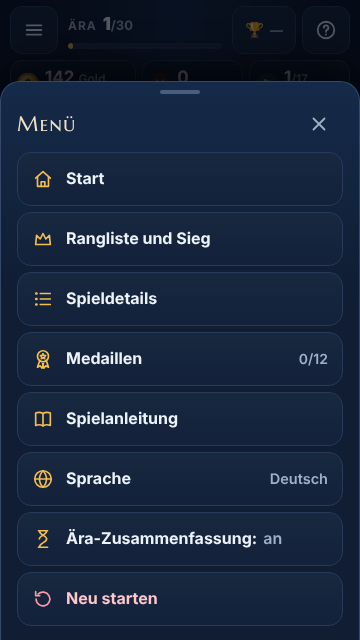 ÄRA 1/30
—
142 Gold
0
1/17
Menü
Start
Rangliste und Sieg
Spieldetails
Medaillen 0/12
Spielanleitung
Sprache Deutsch
Ära-Zusammenfassung: an
Neu starten